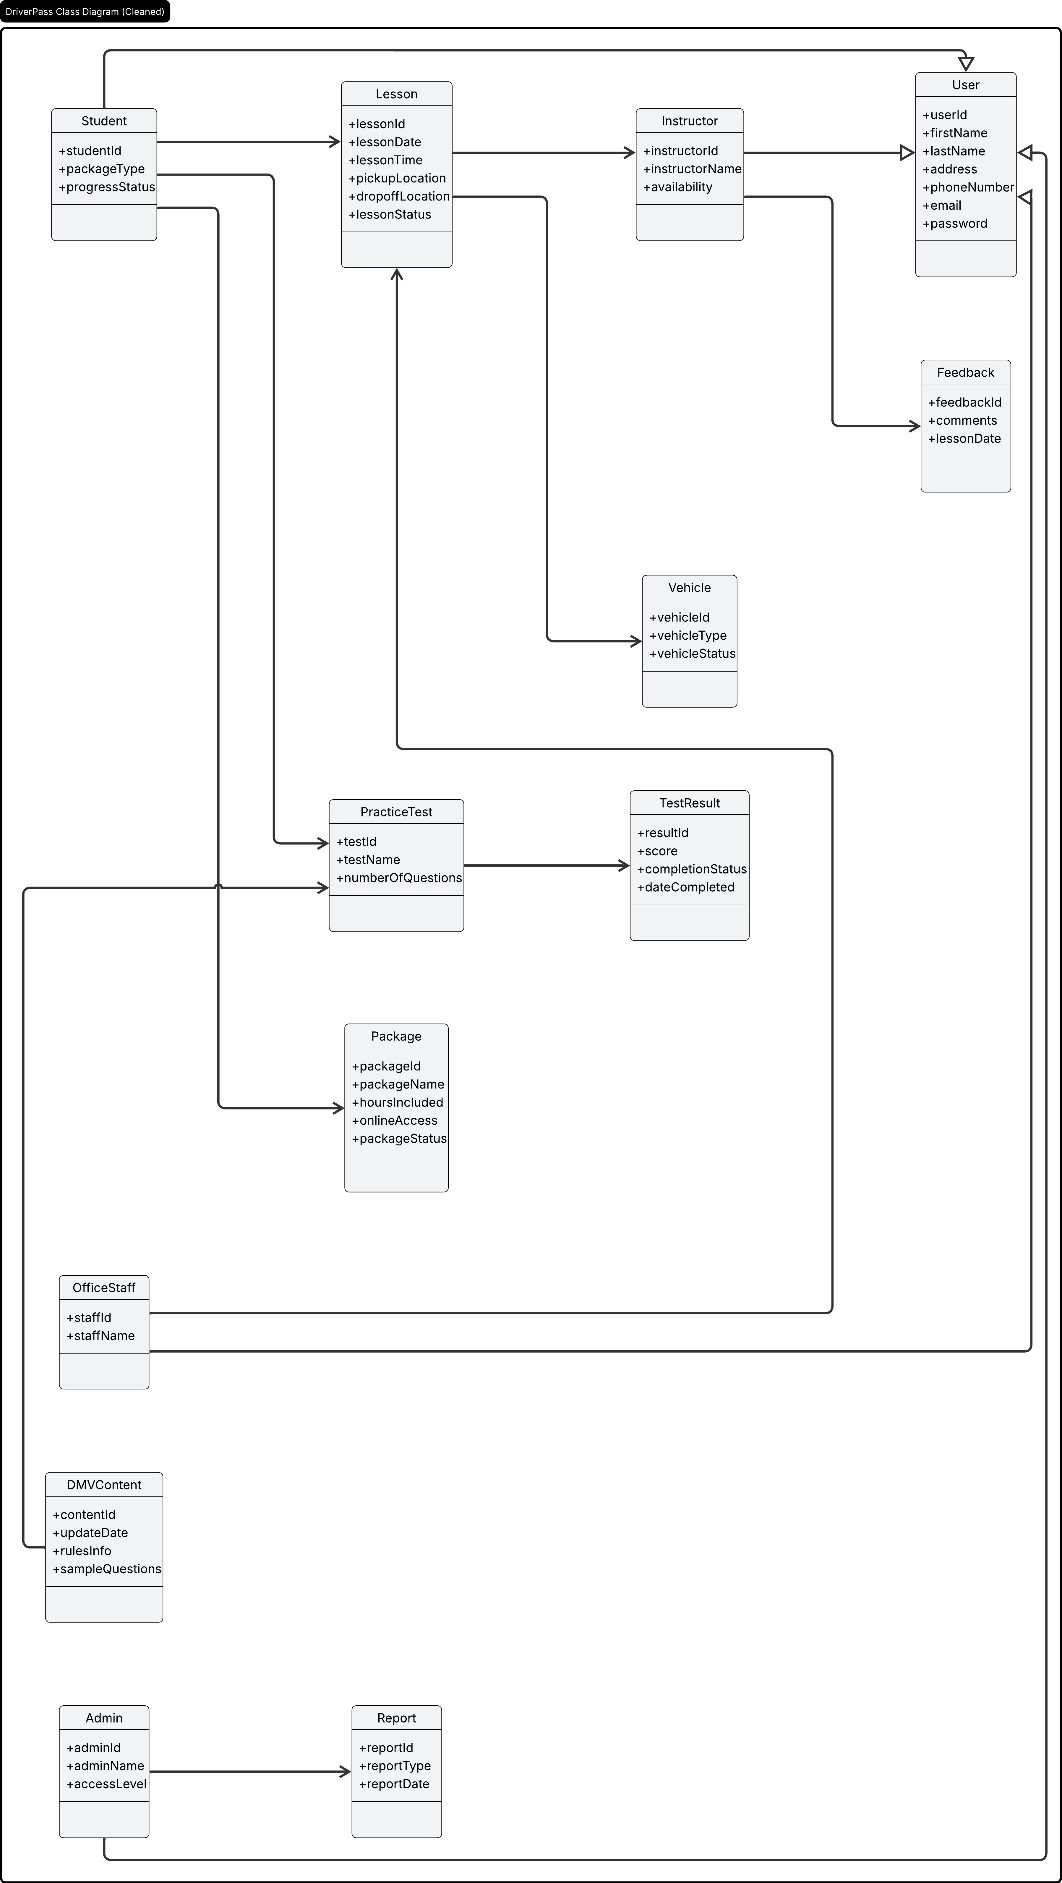 DriverPass Class Diagram (Cleaned)
Student
+studentId
+packageType
+progressStatus
Lesson
+lessonId
+lessonDate
+lessonTime
+pickupLocation
+dropoffLocation
+lessonStatus
Instructor
+instructorId
+instructorName
+availability
User
+userId
+firstName
+lastName
+address
+phoneNumber
+email
+password
Feedback
+feedbackId
+comments
+lessonDate
Vehicle
+vehicleId
+vehicleType
+vehicleStatus
PracticeTest
+testId
+testName
+numberOfQuestions
TestResult
+resultId
+score
+completionStatus
+dateCompleted
Package
+packageId
+packageName
+hoursIncluded
+onlineAccess
+packageStatus
OfficeStaff
+staffId
+staffName
DMVContent
+contentId
+updateDate
+rulesInfo
+sampleQuestions
Admin
+adminId
+adminName
+accessLevel
Report
+reportId
+reportType
+reportDate